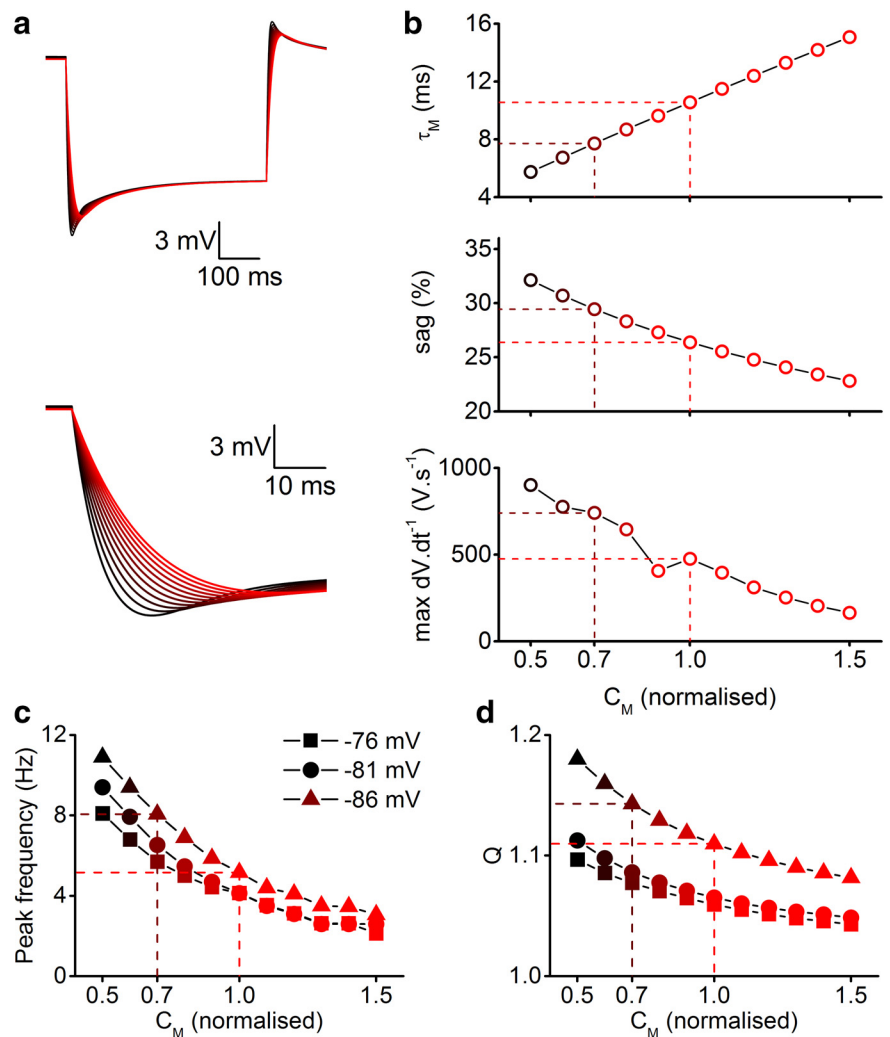 a
3 mV
100 ms
3 mV
10 ms
b
τM (ms)
16
12
8
4
sag (%)
35
30
25
20
max dV.dt-1 (V.s-1)
1000
500
0
0.5
0.7
1.0
1.5
CM (normalised)
c
Peak frequency (Hz)
12
8
4
0
-76 mV
-81 mV
-86 mV
0.5
0.7
1.0
1.5
CM (normalised)
d
Q
1.2
1.1
1.0
0.5
0.7
1.0
1.5
CM (normalised)